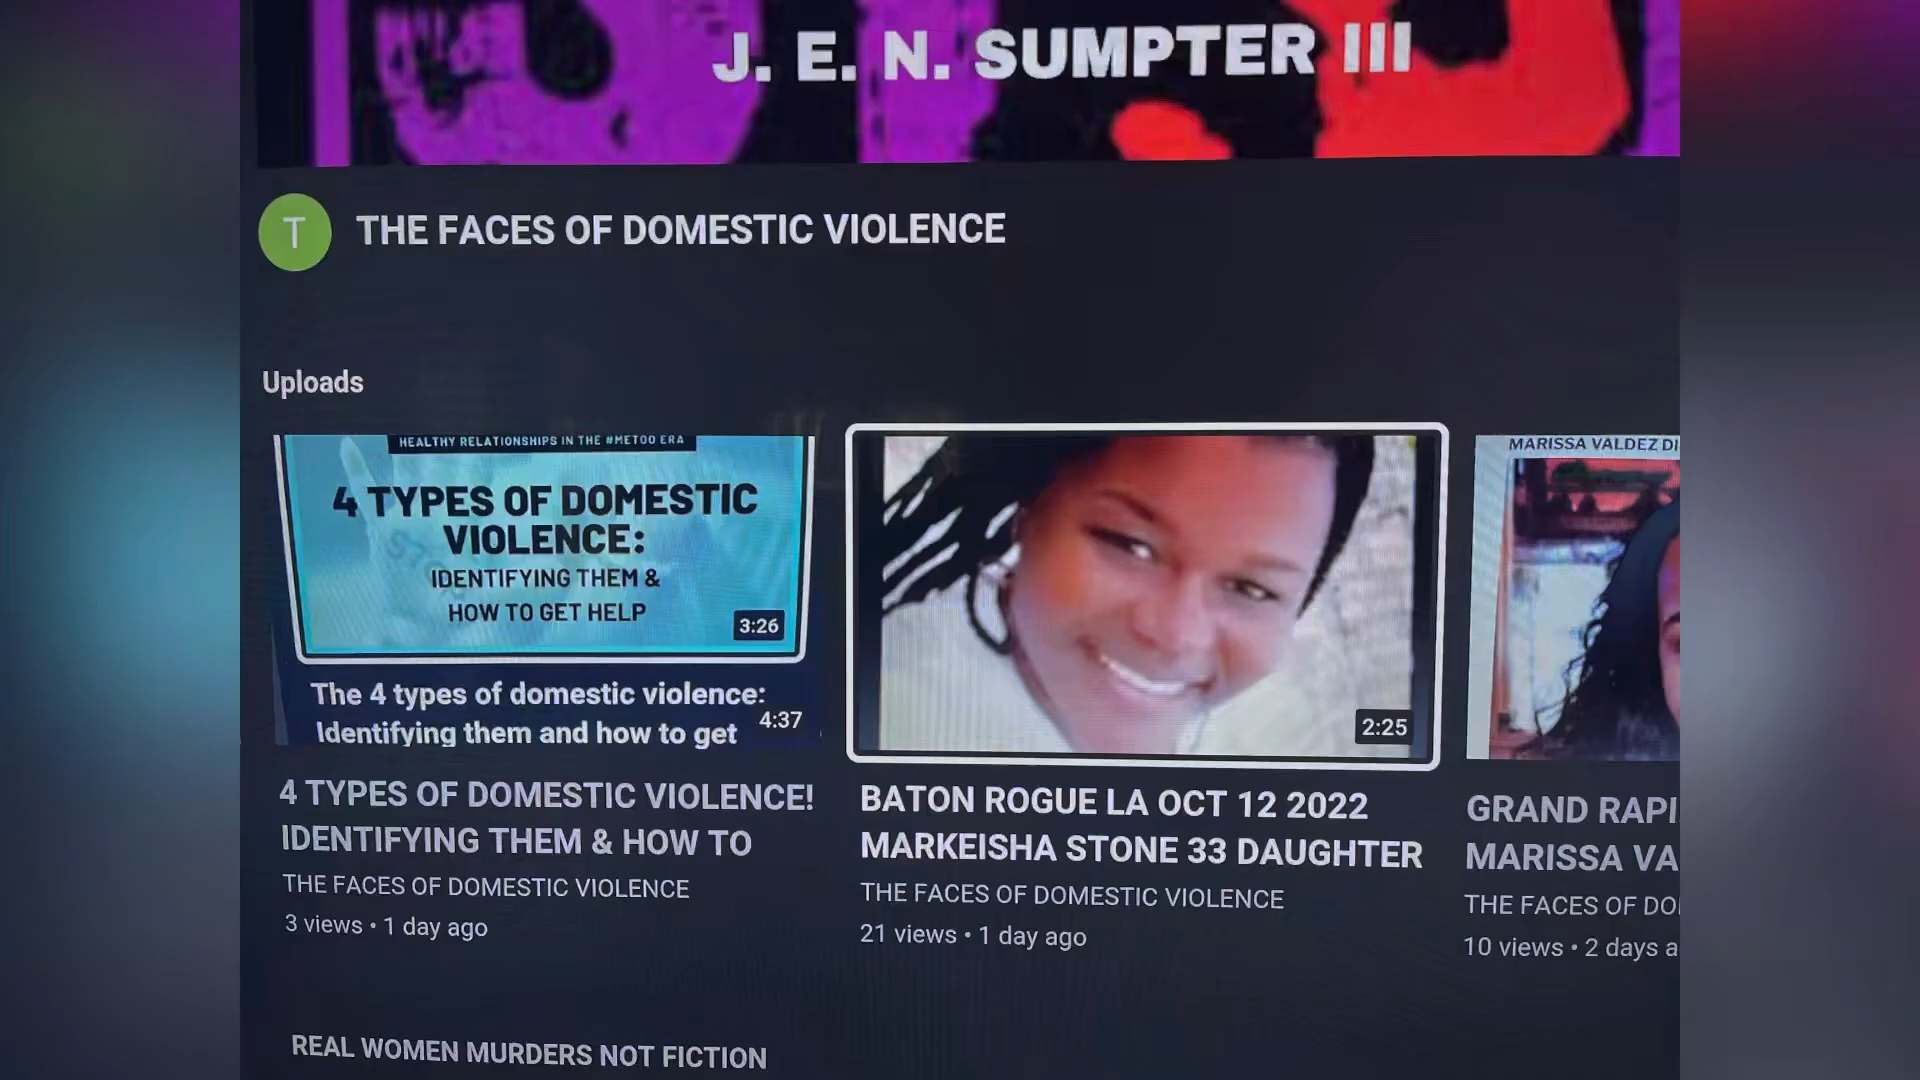 J. E. N. SUMPTER III
T
THE FACES OF DOMESTIC VIOLENCE
Uploads
HEALTHY RELATIONSHIPS IN THE #METOO ERA
4 TYPES OF DOMESTIC
VIOLENCE:
IDENTIFYING THEM &
HOW TO GET HELP
3:26
The 4 types of domestic violence:
Identifying them and how to get
4:37
4 TYPES OF DOMESTIC VIOLENCE!
IDENTIFYING THEM & HOW TO
THE FACES OF DOMESTIC VIOLENCE
3 views • 1 day ago
2:25
BATON ROGUE LA OCT 12 2022
MARKEISHA STONE 33 DAUGHTER
THE FACES OF DOMESTIC VIOLENCE
21 views • 1 day ago
MARISSA VALDEZ DI
GRAND RAPI
MARISSA VA
THE FACES OF DO
10 views • 2 days a
REAL WOMEN MURDERS NOT FICTION